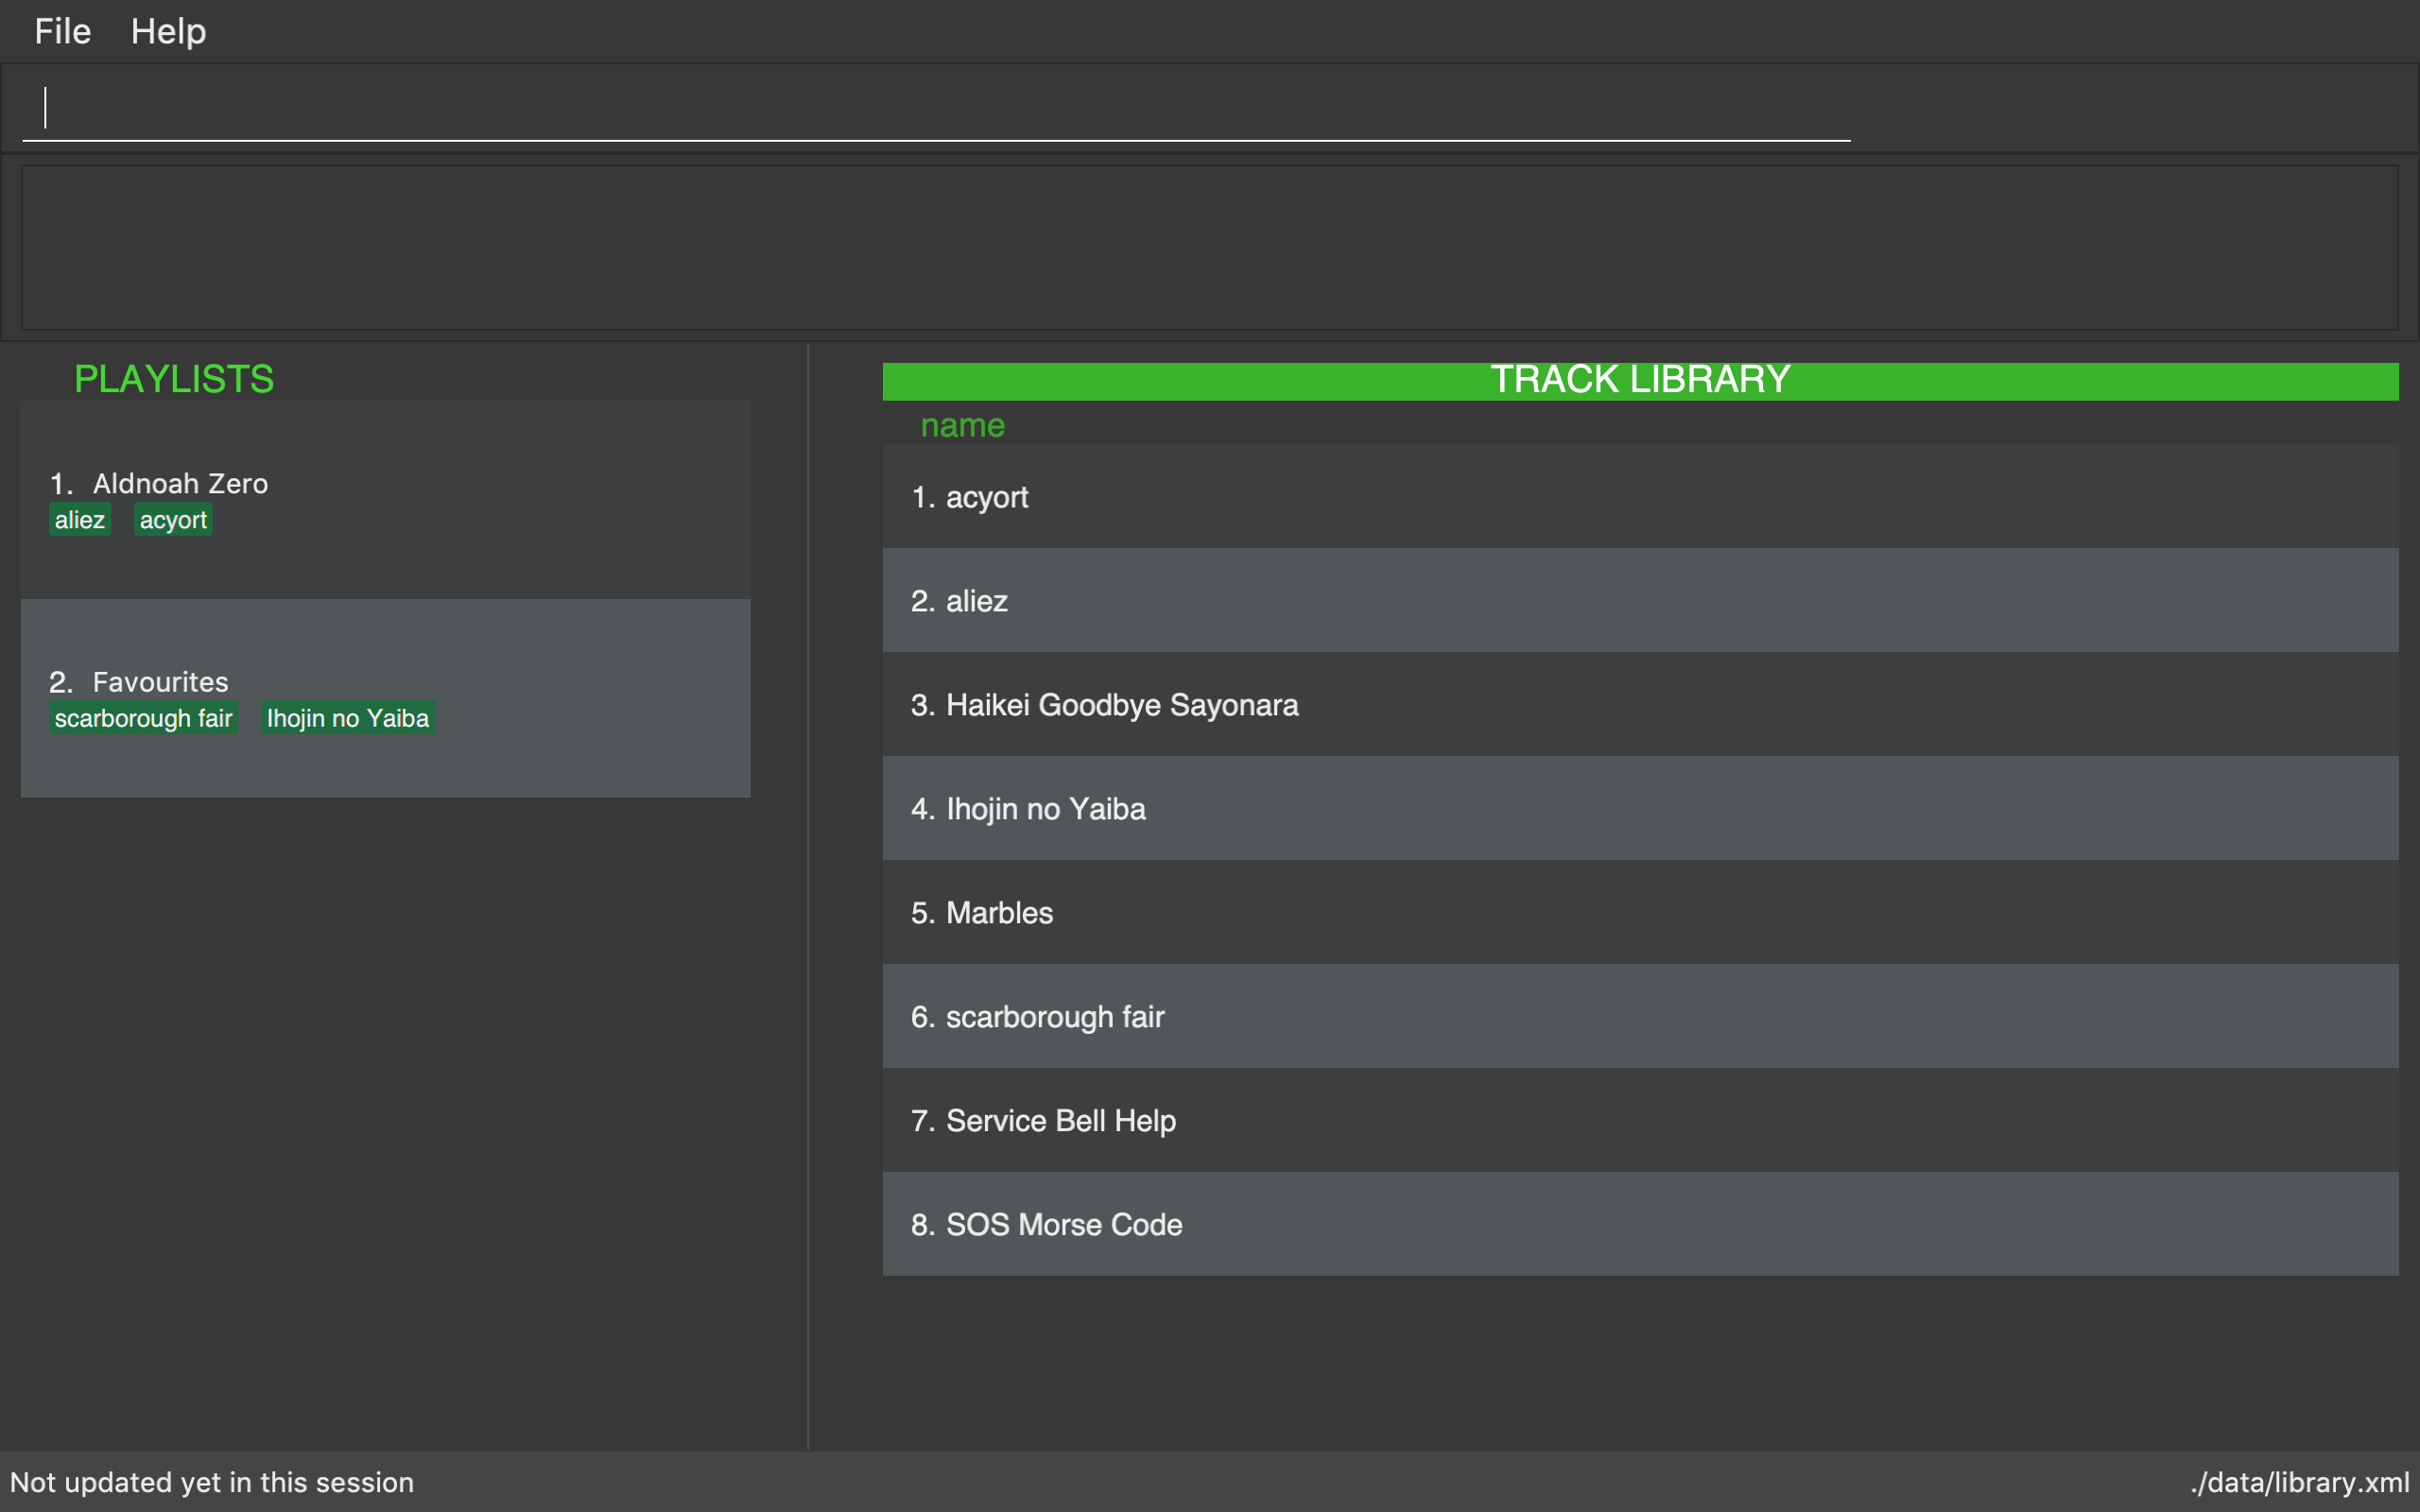 File Help
PLAYLISTS
1. Aldnoah Zero
aliez acyort
2. Favourites
scarborough fair Ihojin no Yaiba
TRACK LIBRARY
name
1. acyort
2. aliez
3. Haikei Goodbye Sayonara
4. Ihojin no Yaiba
5. Marbles
6. scarborough fair
7. Service Bell Help
8. SOS Morse Code
Not updated yet in this session
./data/library.xml